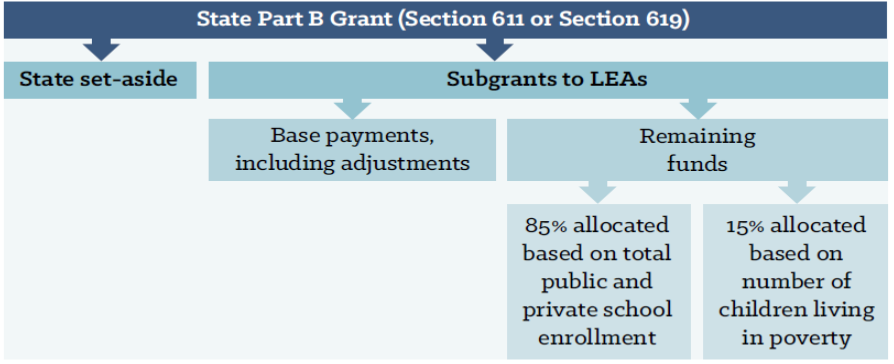 State Part B Grant (Section 611 or Section 619)
State set-aside
Subgrants to LEAs
Base payments,
including adjustments
Remaining
funds
85% allocated
based on total
public and
private school
enrollment
15% allocated
based on
number of
children living
in poverty